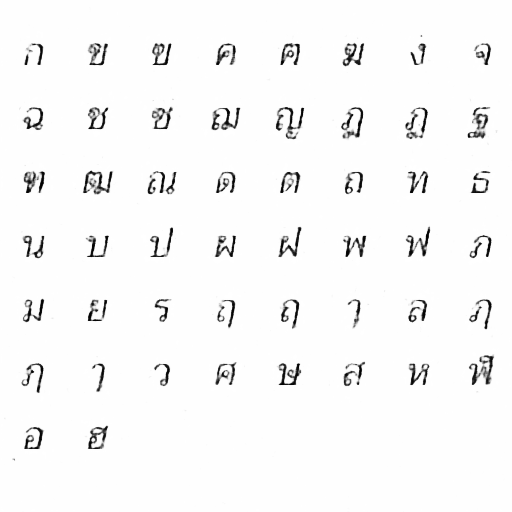 ก ข ฃ ค ฅ ฆ ง จ
ฉ ช ซ ฌ ญ ฎ ฏ ฐ
ฑ ฒ ณ ด ต ถ ท ธ
น บ ป ผ ฝ พ ฟ ภ
ม ย ร ฤ ฤ ๅ ล ฦ
ฦ ๅ ว ศ ษ ส ห ฬ
อ ฮ